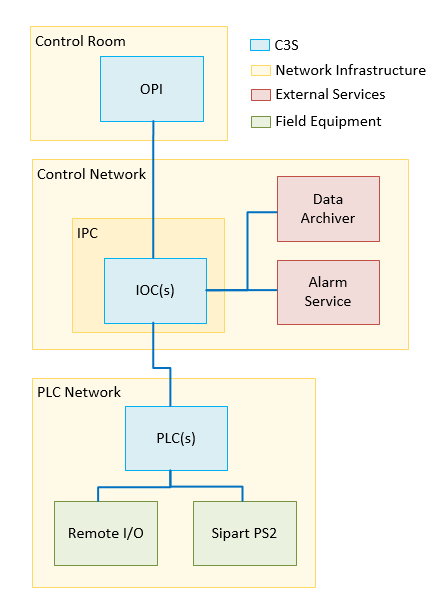 Control Room
OPI
C3S
Network Infrastructure
External Services
Field Equipment
Control Network
IPC
IOC(s)
Data
Archiver
Alarm
Service
PLC Network
PLC(s)
Remote I/O
Sipart PS2